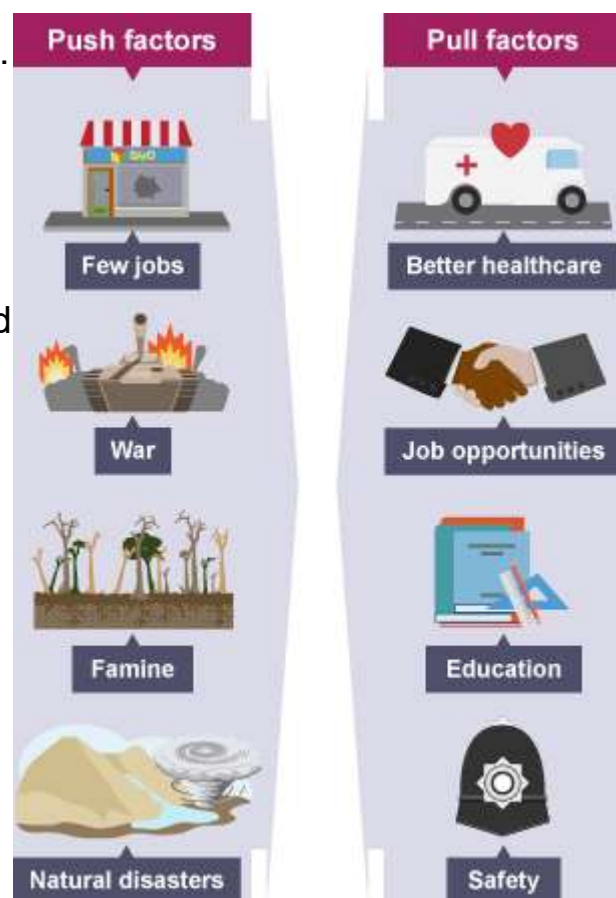 Push factors
Few jobs
War
Famine
Natural disasters
Pull factors
Better healthcare
Job opportunities
Education
Safety
.
d